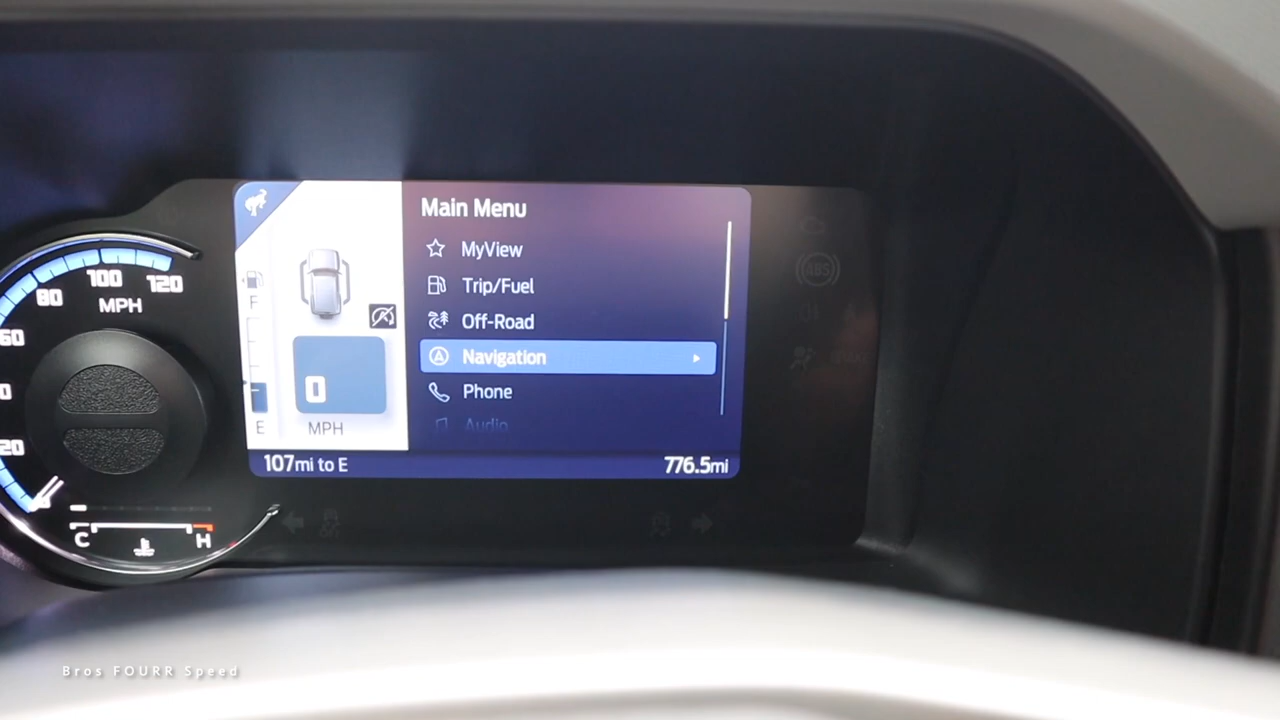 Main Menu
MyView
Trip/Fuel
Off-Road
Navigation
Phone
Audio
F
E
0
MPH
107mi to E
776.5mi
80
100
120
MPH
60
20
C
H
ABS
Bros FOURR Speed